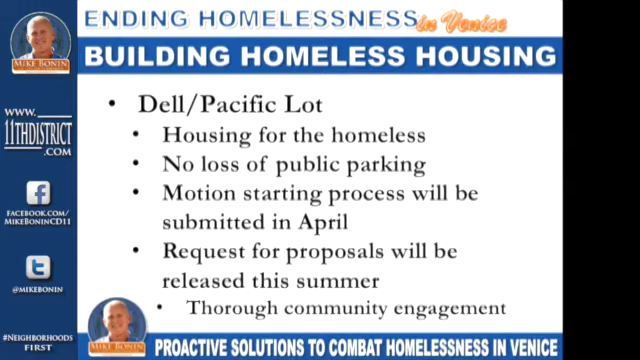 ENDING HOMELESSNESS in Venice
BUILDING HOMELESS HOUSING
MIKE BONIN
WWW.
11THDISTRICT
.COM
FACEBOOK.COM/
MIKEBONINCD11
@MIKEBONIN
#NEIGHBORHOODS
FIRST
• Dell/Pacific Lot
• Housing for the homeless
• No loss of public parking
• Motion starting process will be
submitted in April
• Request for proposals will be
released this summer
• Thorough community engagement
MIKE BONIN
PROACTIVE SOLUTIONS TO COMBAT HOMELESSNESS IN VENICE